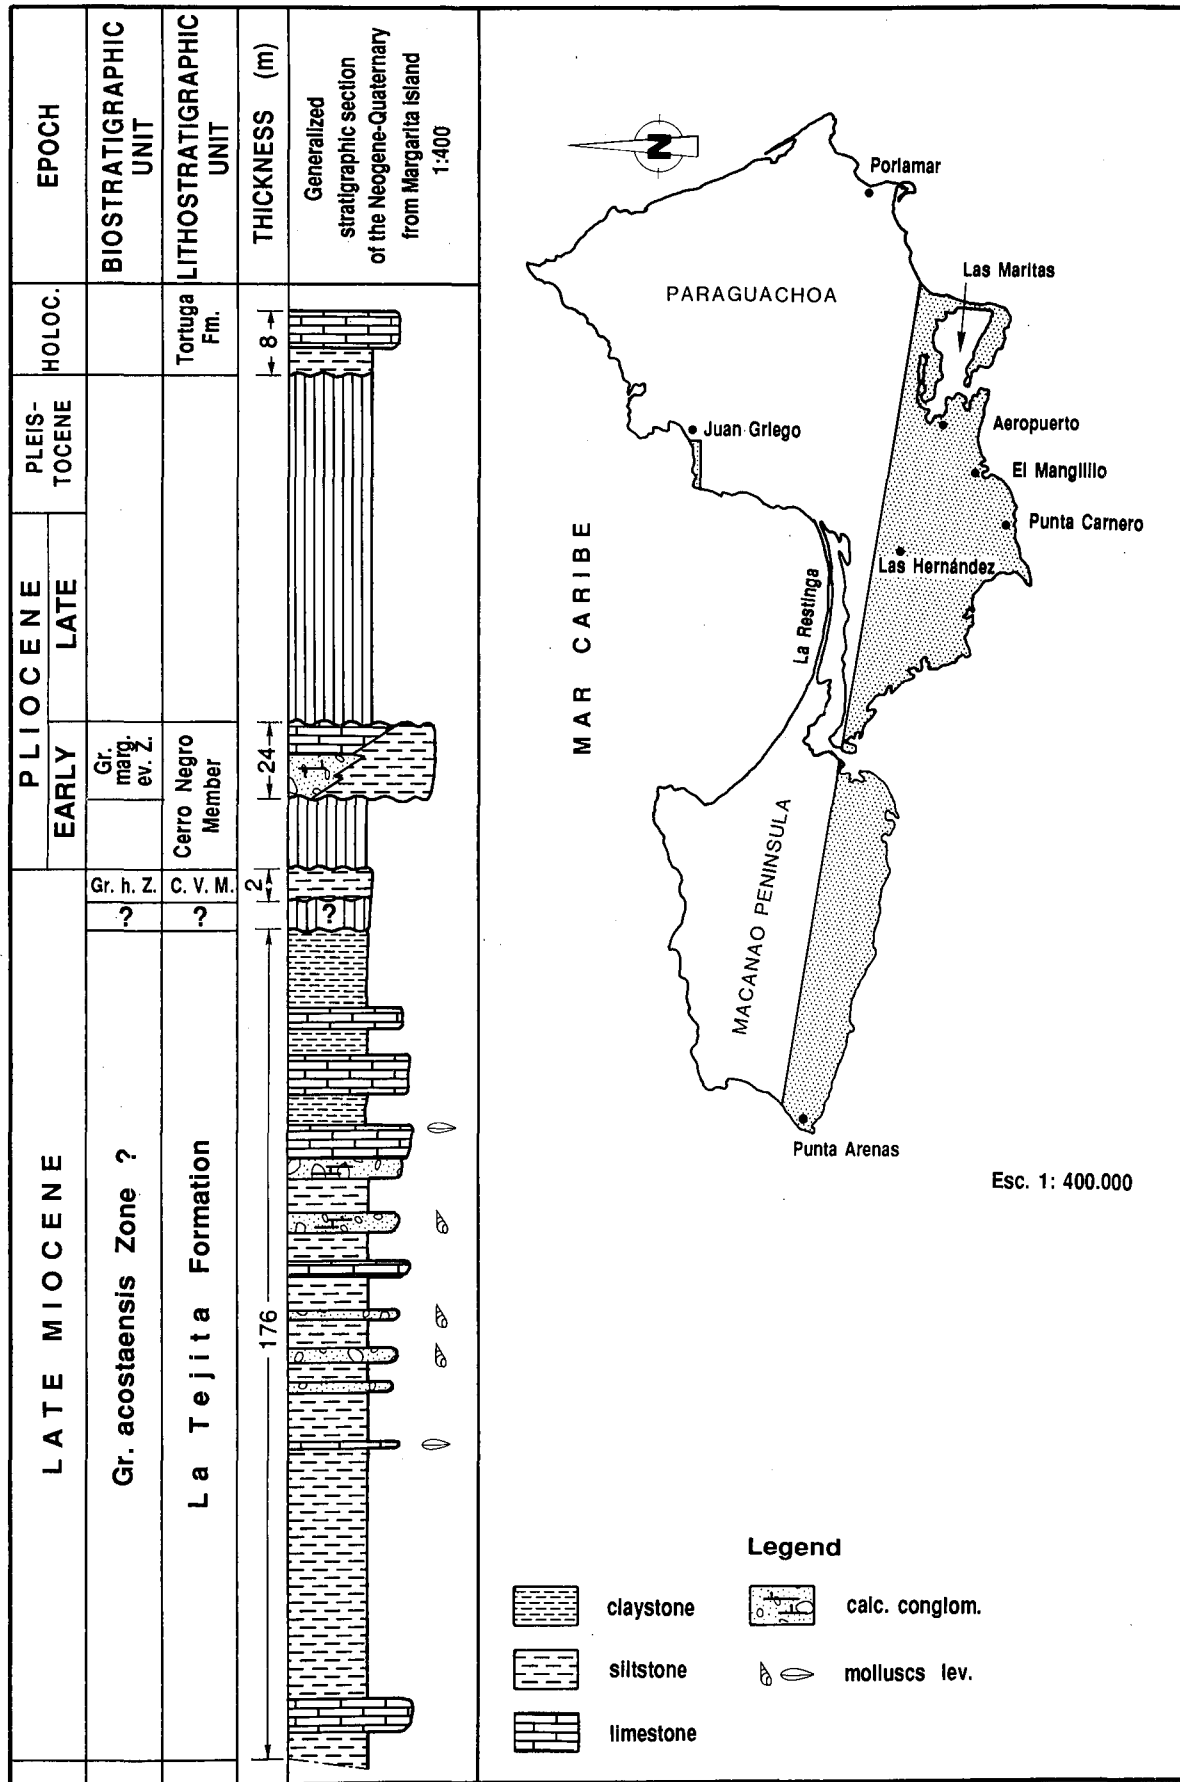 EPOCH
BIOSTRATIGRAPHIC
UNIT
LITHOSTRATIGRAPHIC
UNIT
THICKNESS (m)
Generalized
stratigraphic section
of the Neogene-Quaternary
from Margarita island
1:400
HOLOC.
Tortuga
Fm.
8
PLEIS-
TOCENE
PLIOCENE
LATE
EARLY
Gr.
marg.
ev. Z.
Cerro Negro
Member
24
Gr. h. Z.
C. V. M.
2
?
?
?
LATE MIOCENE
Gr. acostaensis Zone ?
La Tejita Formation
176
N
Porlamar
Las Maritas
PARAGUACHOA
Juan Griego
Aeropuerto
El Manglillo
Punta Carnero
Las Hernández
La Restinga
MAR CARIBE
MACANAO PENINSULA
Punta Arenas
Esc. 1: 400.000
Legend
claystone
calc. conglom.
siltstone
molluscs lev.
limestone